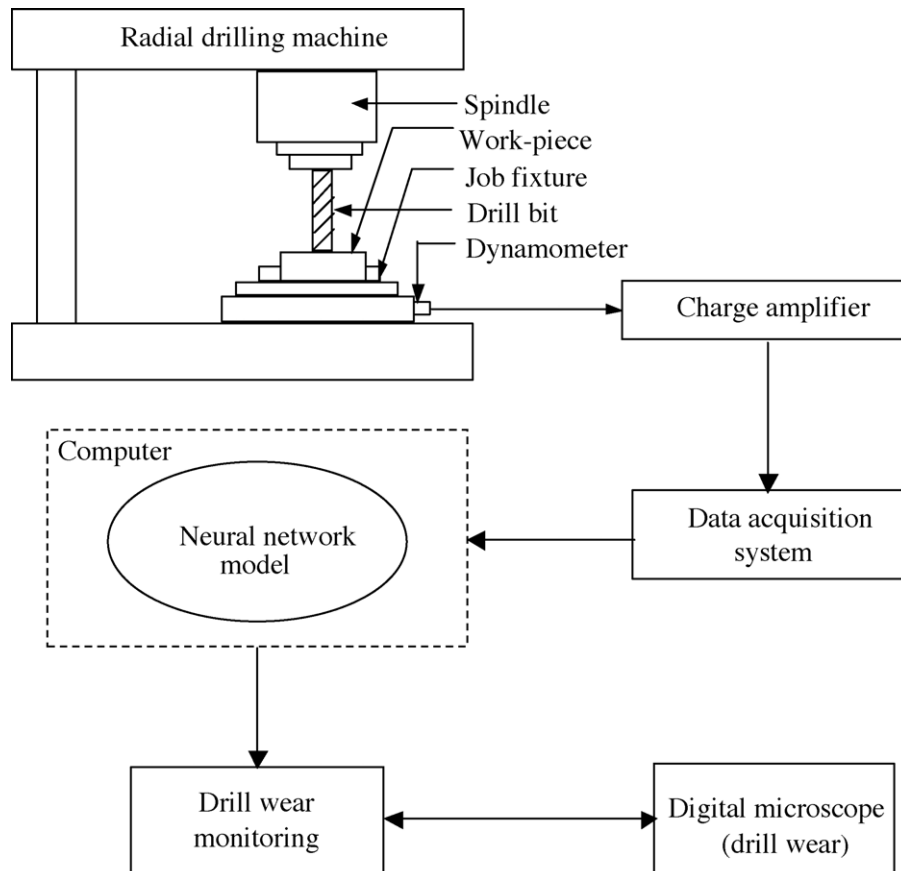 Radial drilling machine
Spindle
Work-piece
Job fixture
Drill bit
Dynamometer
Charge amplifier
Computer
Neural network
model
Data acquisition
system
Drill wear
monitoring
Digital microscope
(drill wear)